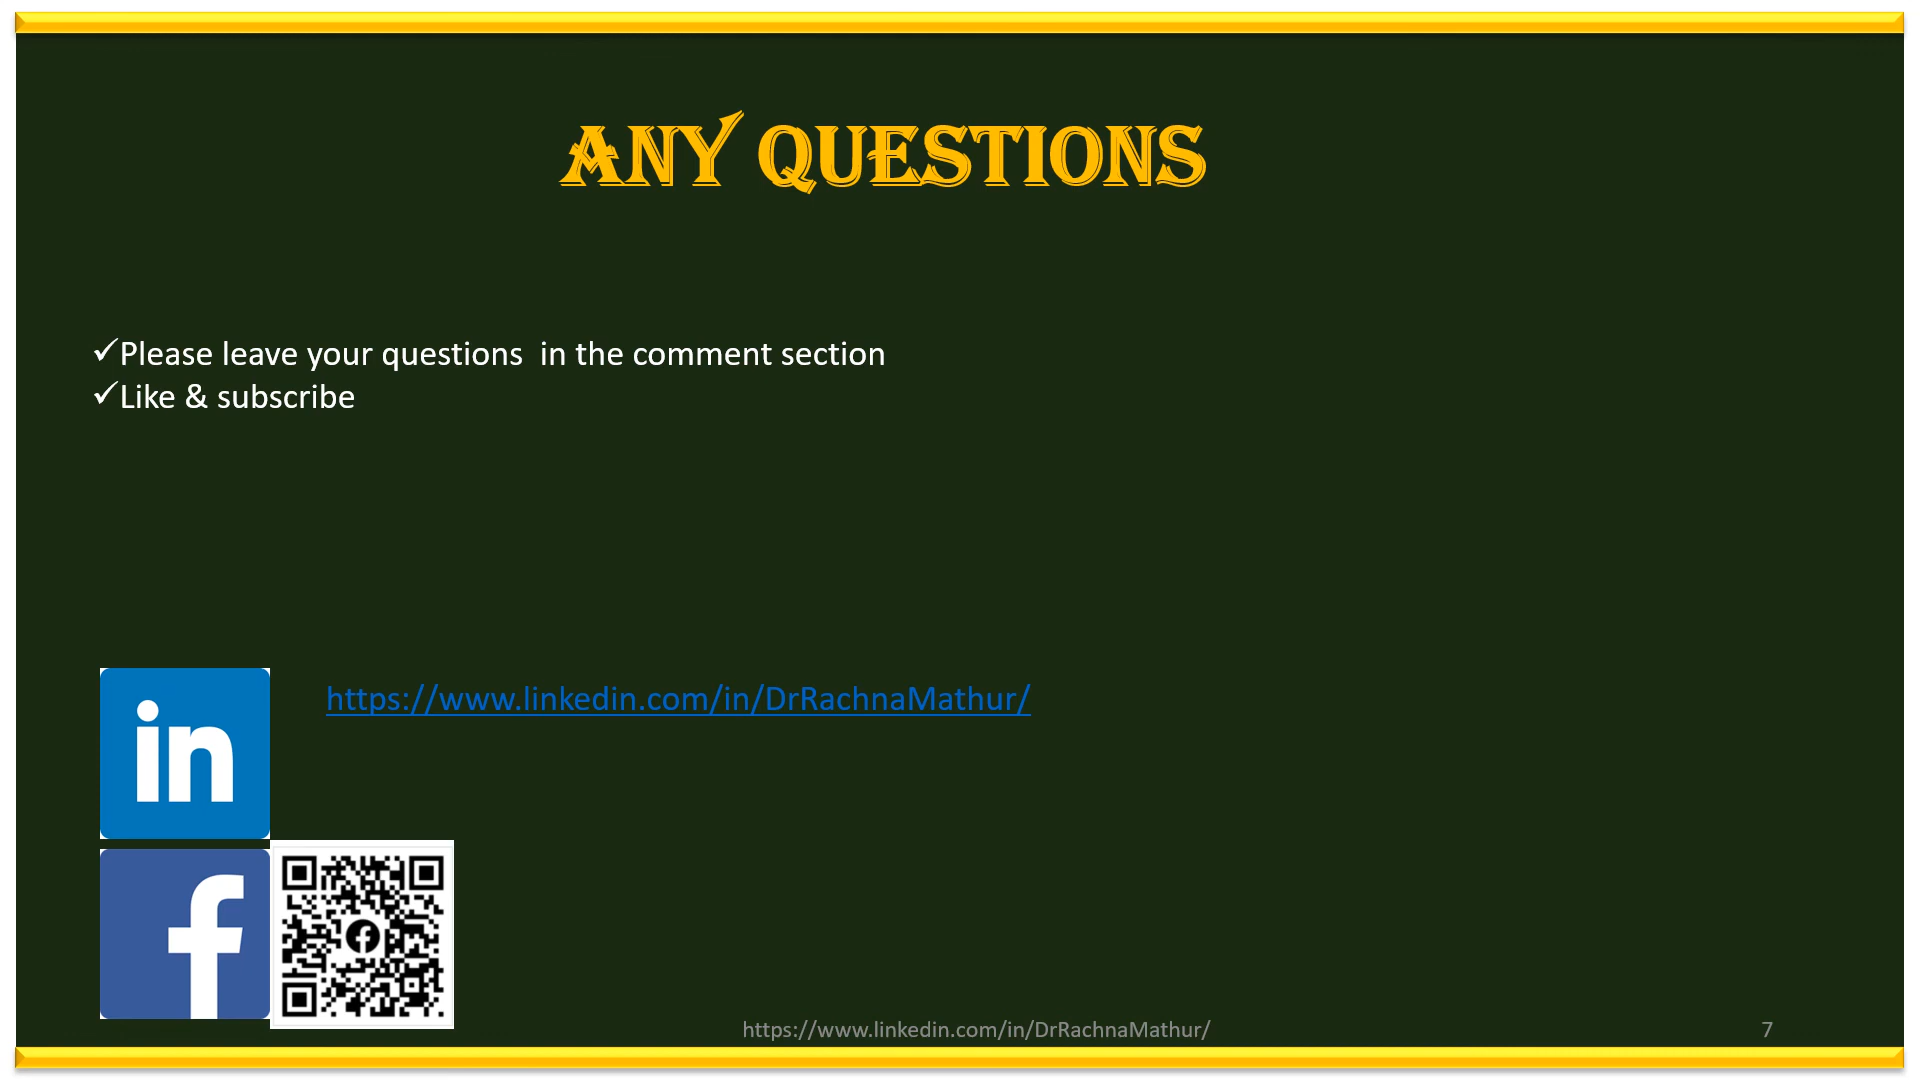 ANY QUESTIONS
✓Please leave your questions  in the comment section
✓Like & subscribe
https://www.linkedin.com/in/DrRachnaMathur/
in
f
https://www.linkedin.com/in/DrRachnaMathur/
7